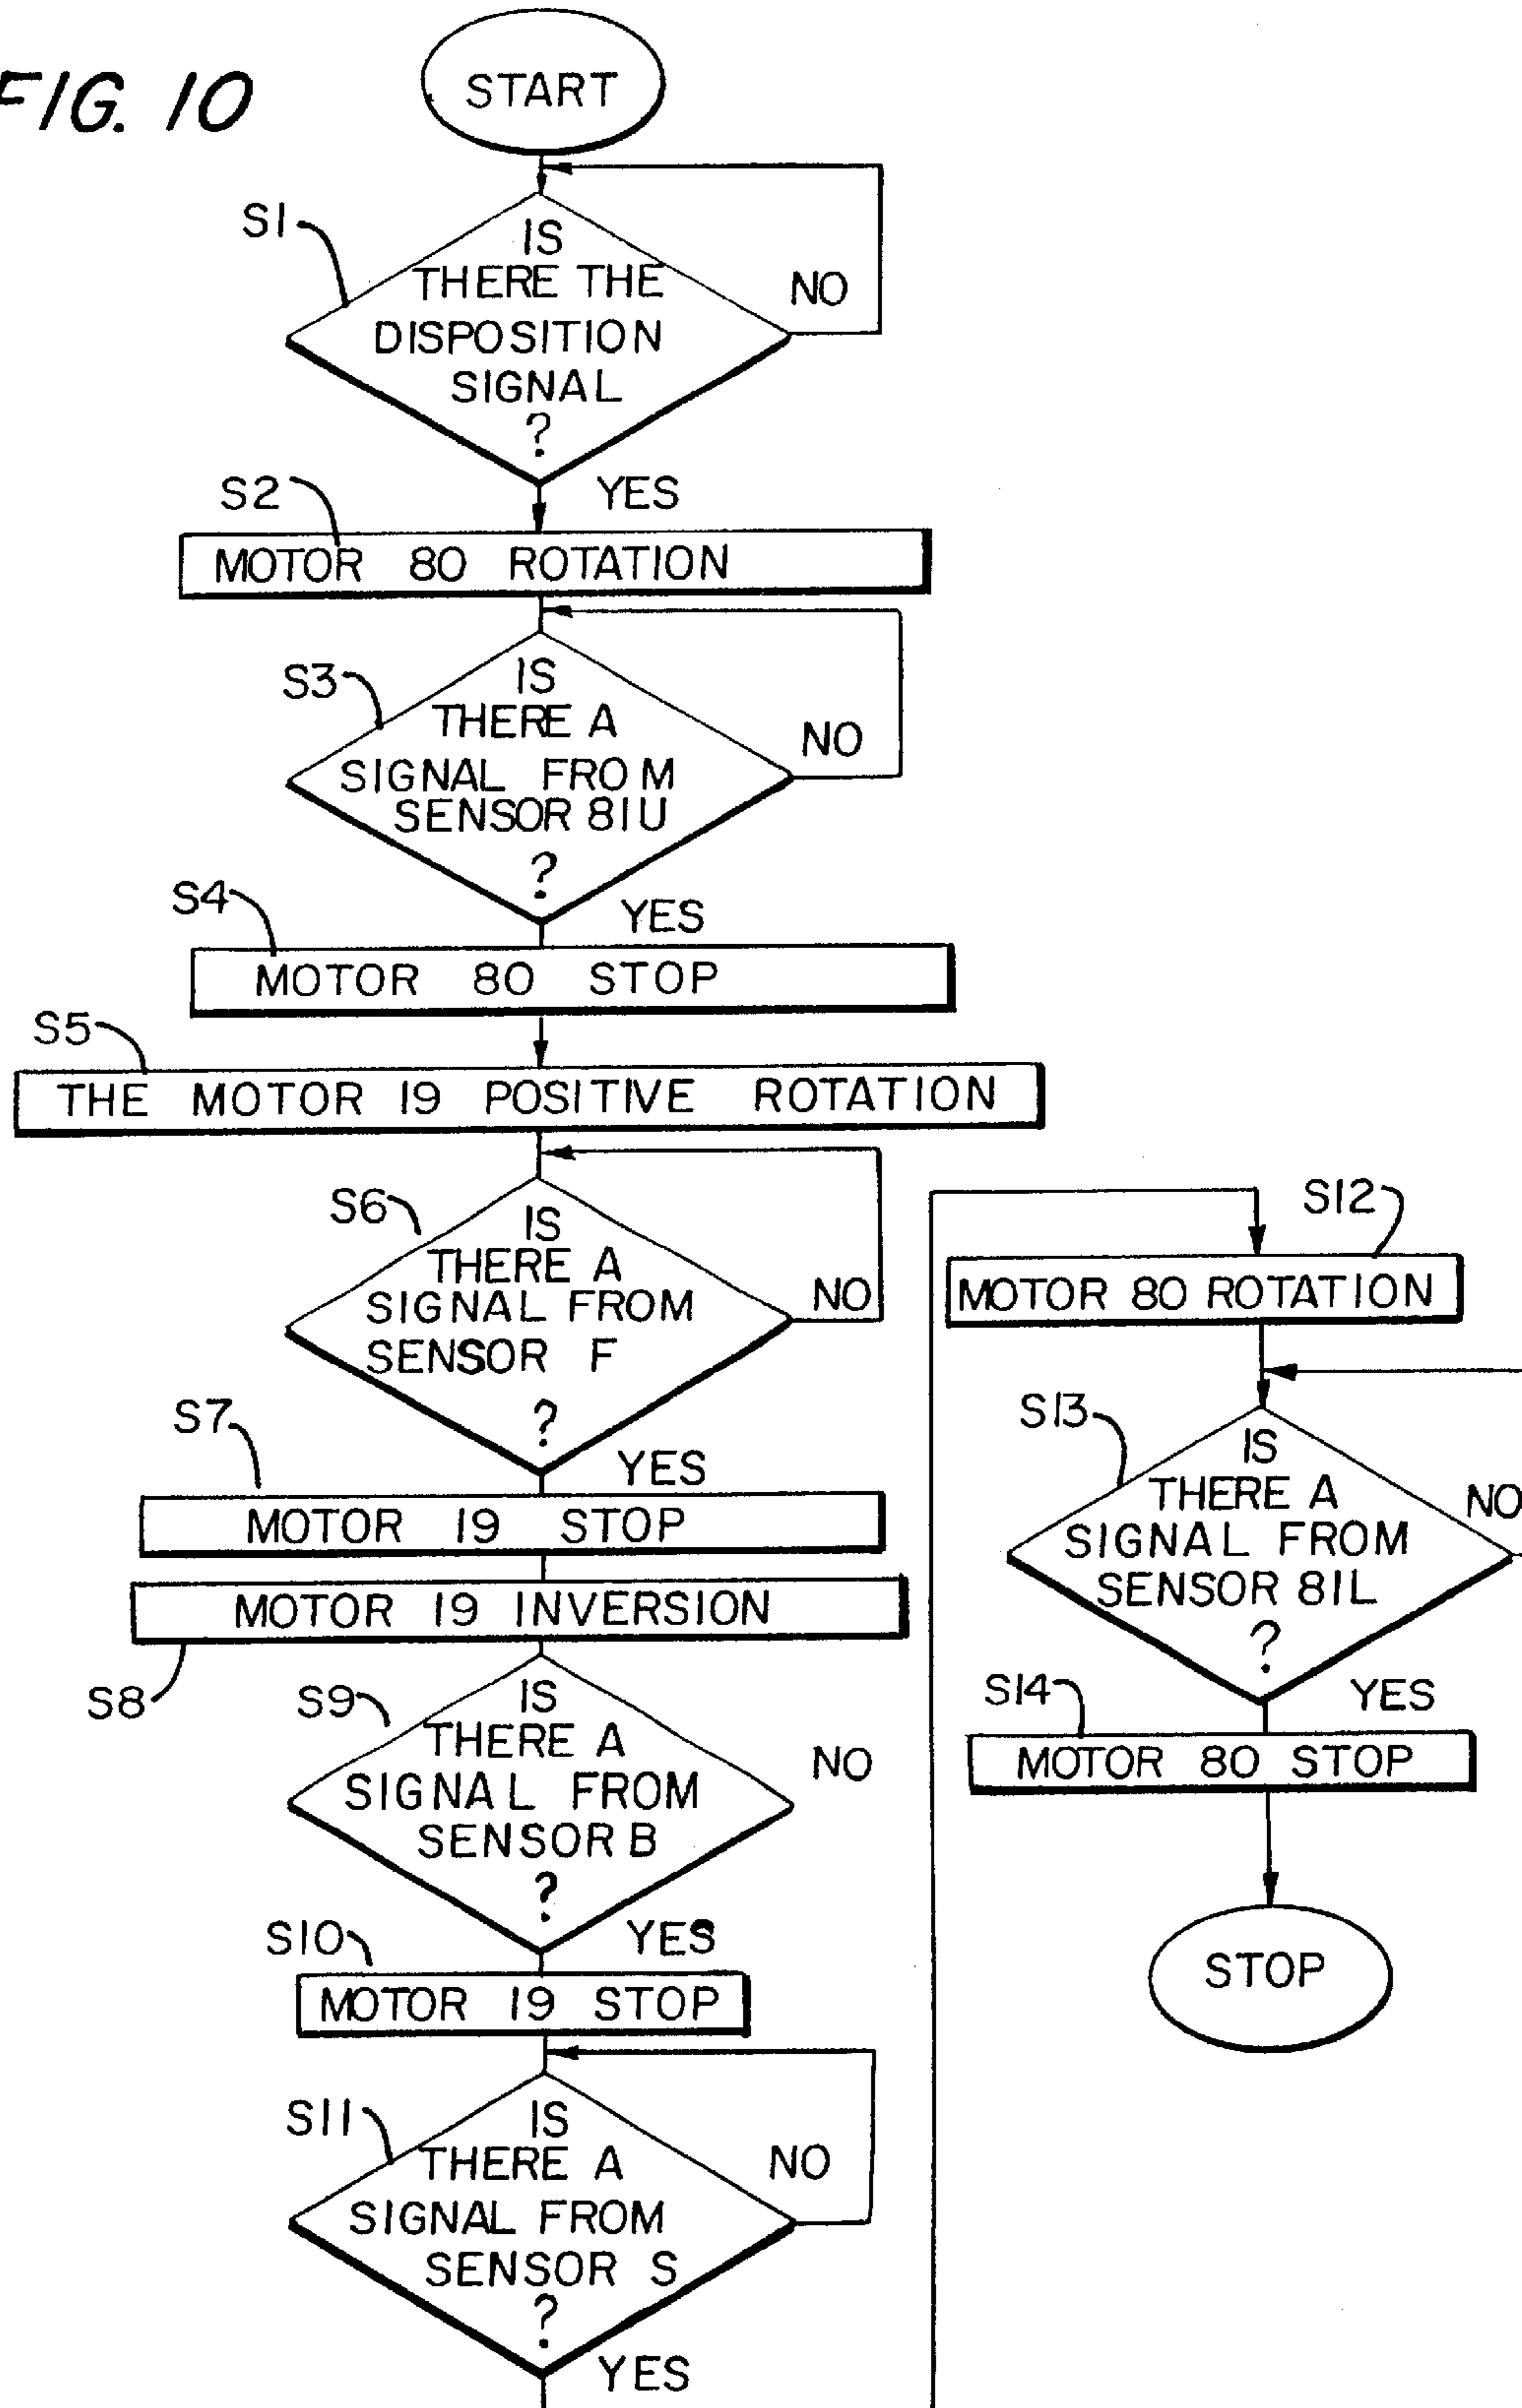 FIG. 10
START
S1
IS
THERE THE
DISPOSITION
SIGNAL
?
NO
YES
S2
MOTOR 80 ROTATION
S3
IS
THERE A
SIGNAL FROM
SENSOR 81U
?
NO
YES
S4
MOTOR 80 STOP
S5
THE MOTOR 19 POSITIVE ROTATION
S6
IS
THERE A
SIGNAL FROM
SENSOR F
?
NO
YES
S7
MOTOR 19 STOP
MOTOR 19 INVERSION
S8
S9
IS
THERE A
SIGNAL FROM
SENSOR B
?
NO
YES
S10
MOTOR 19 STOP
S11
IS
THERE A
SIGNAL FROM
SENSOR S
?
NO
YES
S12
MOTOR 80 ROTATION
S13
IS
THERE A
SIGNAL FROM
SENSOR 81L
?
NO
YES
S14
MOTOR 80 STOP
STOP